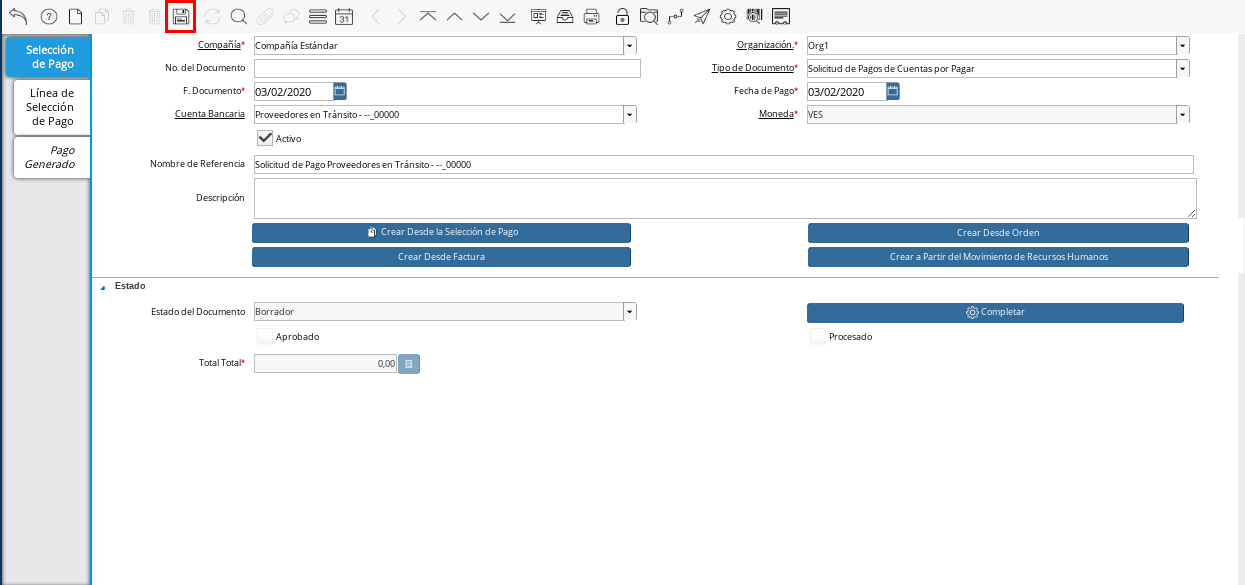 31
Selección de Pago
Línea de Selección de Pago
Pago Generado
Compañía* Compañía Estándar Organización.* Org1
No. del Documento Tipo de Documento* Solicitud de Pagos de Cuentas por Pagar
F. Documento* 03/02/2020 Fecha de Pago* 03/02/2020
Cuenta Bancaria Proveedores en Tránsito - --_00000 Moneda* VES
Activo
Nombre de Referencia Solicitud de Pago Proveedores en Tránsito - --_00000
Descripción
Crear Desde la Selección de Pago Crear Desde Orden
Crear Desde Factura Crear a Partir del Movimiento de Recursos Humanos
Estado
Estado del Documento Borrador Completar
Aprobado Procesado
Total Total* 0,00